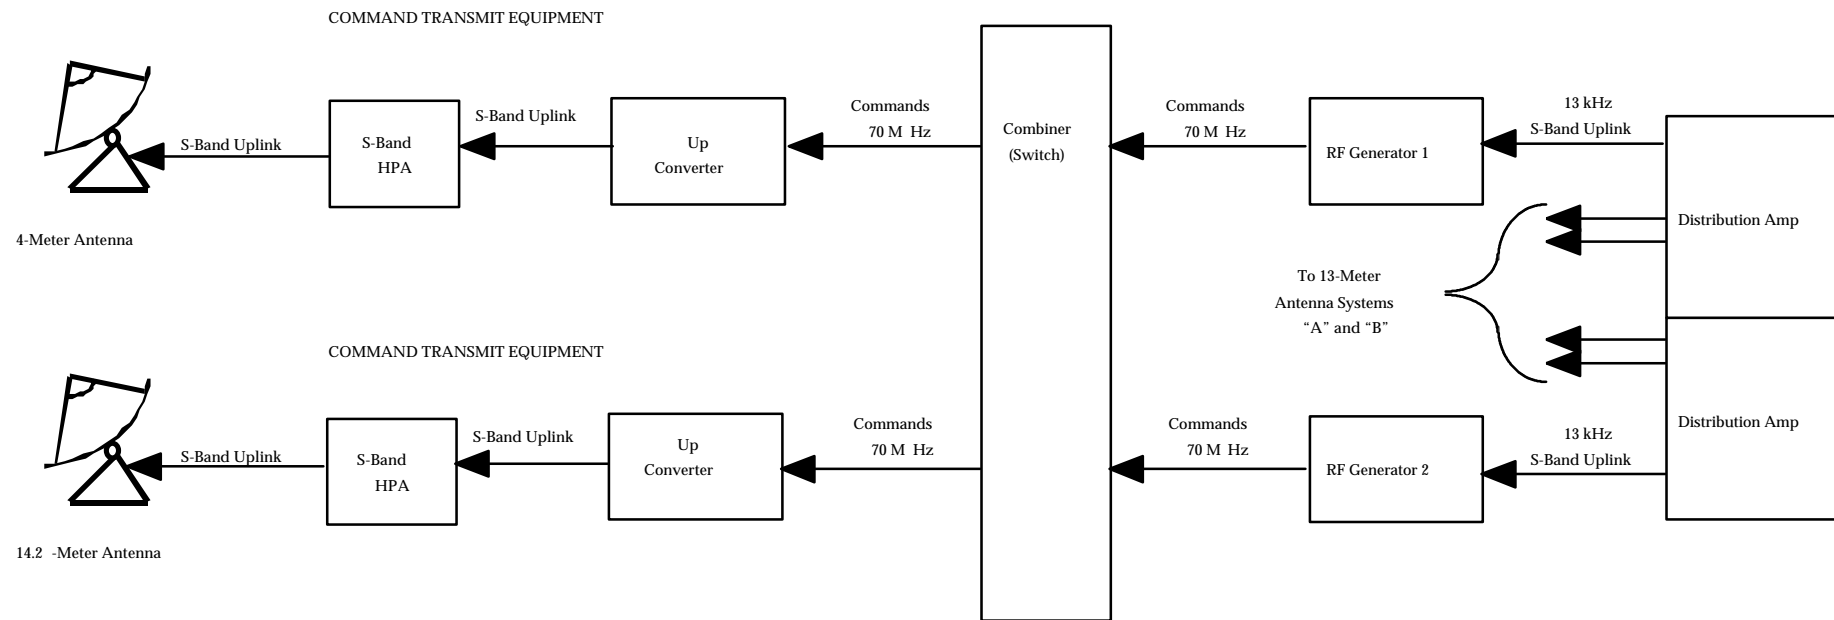 COMMAND TRANSMIT EQUIPMENT
4-Meter Antenna
S-Band Uplink
S-Band
HPA
S-Band Uplink
Up
Converter
Commands
70 M Hz
Combiner
(Switch)
Commands
70 M Hz
RF Generator 1
13 kHz
S-Band Uplink
Distribution Amp
To 13-Meter
Antenna Systems
“A” and “B”
COMMAND TRANSMIT EQUIPMENT
14.2 -Meter Antenna
S-Band Uplink
S-Band
HPA
S-Band Uplink
Up
Converter
Commands
70 M Hz
Commands
70 M Hz
RF Generator 2
13 kHz
S-Band Uplink
Distribution Amp